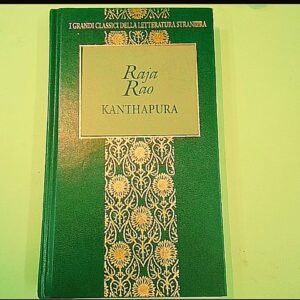 I GRANDI CLASSICI DELLA LETTERATURA STRANIERA
Raja
Rao
KANTHAPURA